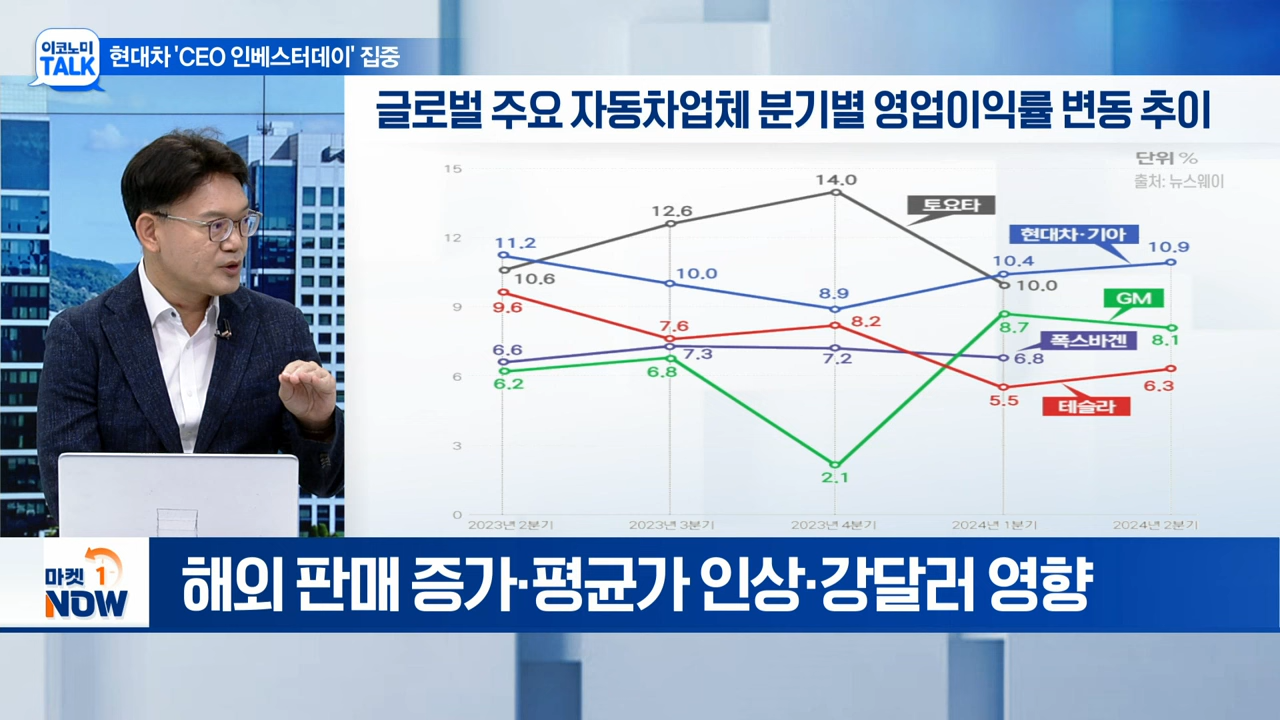 이코노미
TALK
현대차 'CEO 인베스터데이' 집중
글로벌 주요 자동차업체 분기별 영업이익률 변동 추이
단위 %
출처: 뉴스웨이
15
12
9
6
3
0
14.0
12.6
토요타
현대차·기아
11.2
10.6
10.0
8.9
10.4
10.0
10.9
GM
9.6
7.6
8.2
8.7
8.1
폭스바겐
6.6
7.3
7.2
6.8
6.2
6.8
5.5
6.3
테슬라
2.1
2023년 2분기 2023년 3분기 2023년 4분기 2024년 1분기 2024년 2분기
마켓 1
NOW
해외 판매 증가·평균가 인상·강달러 영향